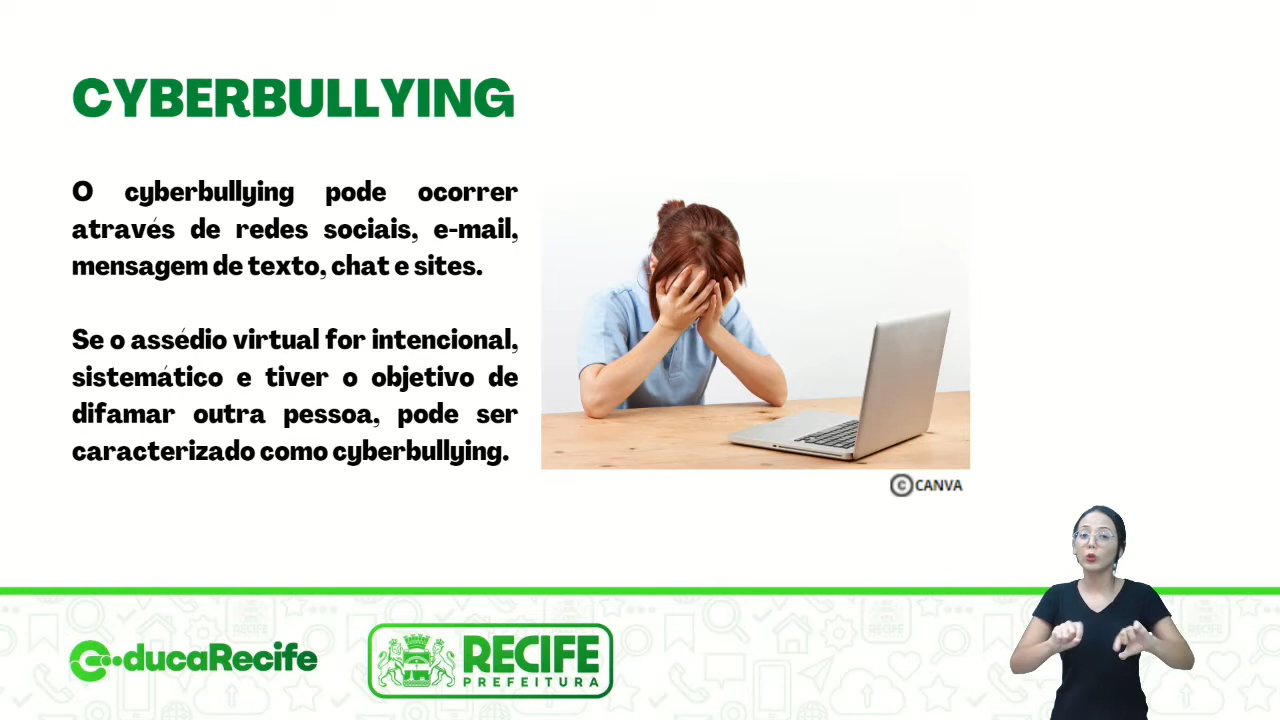 CYBERBULLYING
O cyberbullying pode ocorrer
através de redes sociais, e-mail,
mensagem de texto, chat e sites.
Se o assédio virtual for intencional,
sistemático e tiver o objetivo de
difamar outra pessoa, pode ser
caracterizado como cyberbullying.
© CANVA
ducaRecife
RECIFE
PREFEITURA